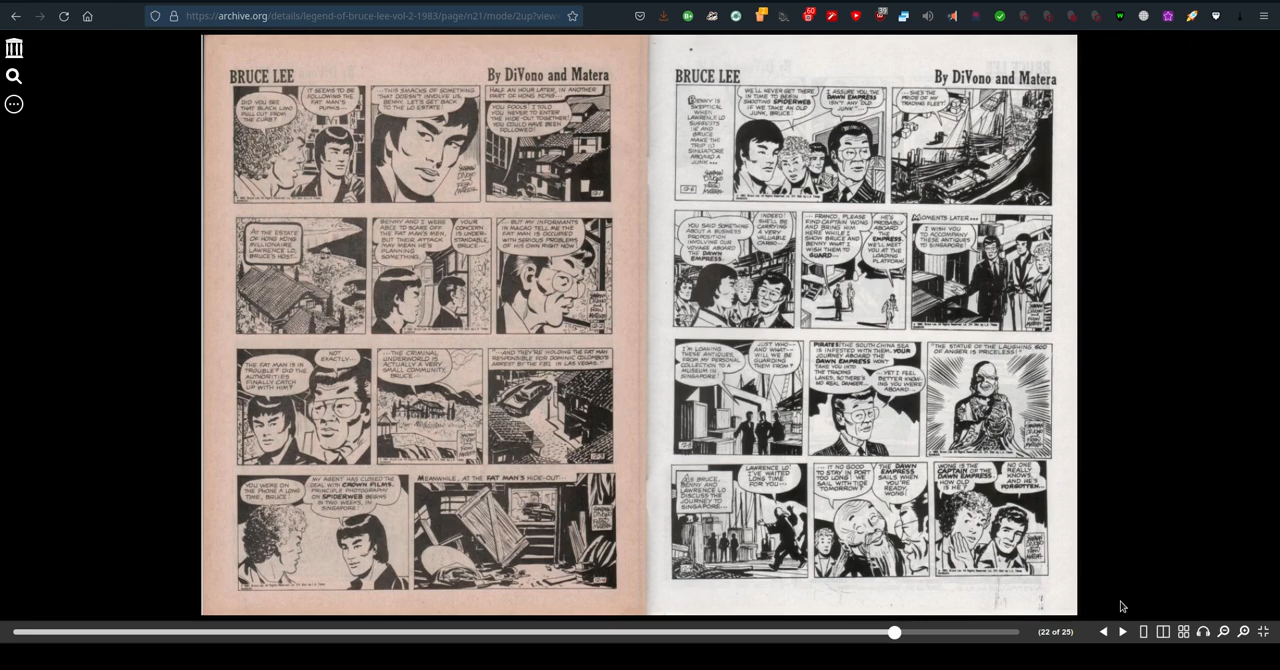 https://archive.org/details/legend-of-bruce-lee-vol-2-1983/page/n21/mode/2up?view
60
39
BRUCE LEE
By DiVono and Matera
DID YOU SEE
THAT BLACK LIMO
PULL OUT FROM
THE CURB?
IT SEEMS TO BE
FOLLOWING THE
FAT MAN'S
PUNKS...
...THIS SMACKS OF SOMETHING
THAT DOESN'T INVOLVE US,
BENNY. LET'S GET BACK
TO THE LO ESTATE!
HALF AN HOUR LATER, IN ANOTHER
PART OF HONG KONG...
YOU FOOLS! I TOLD
YOU NEVER TO ENTER
THE HIDE-OUT TOGETHER!
YOU COULD HAVE BEEN
FOLLOWED!
AT THE ESTATE
OF HONG KONG
MILLIONAIRE
LAWRENCE LO,
BRUCE'S HOST...
BENNY AND I WERE
ABLE TO SCARE OFF
THE FAT MAN'S MEN,
BUT THEIR ATTACK
MAY MEAN HE'S
PLANNING
SOMETHING.
YOUR
CONCERN
IS UNDER-
STANDABLE,
BRUCE...
...BUT MY INFORMANTS
IN MACAO TELL ME THE
FAT MAN IS OCCUPIED
WITH SERIOUS PROBLEMS
OF HIS OWN RIGHT NOW.
THE FAT MAN IS IN
TROUBLE? DID THE
AUTHORITIES
FINALLY CATCH
UP WITH HIM?
NOT
EXACTLY...
...THE CRIMINAL
UNDERWORLD IS
ACTUALLY A VERY
SMALL COMMUNITY,
BRUCE...
"...AND THEY'RE HOLDING THE FAT MAN
RESPONSIBLE FOR DOMINIC COLOMBO'S
ARREST BY THE F.B.I. IN LAS VEGAS..."
YOU WERE ON
THE PHONE A LONG
TIME, BRUCE!
MY AGENT HAS CLOSED
THE DEAL WITH CROWN FILMS.
PRINCIPLE PHOTOGRAPHY
ON SPIDERWEB BEGINS
IN TWO WEEKS, IN
SINGAPORE!
MEANWHILE, AT THE FAT MAN'S HIDE-OUT...
BRUCE LEE
By DiVono and Matera
BENNY IS
SKEPTICAL
WHEN
LAWRENCE LO
SUGGESTS
HE AND
BRUCE
MAKE THE
TRIP TO
SINGAPORE
ABOARD A
JUNK...
WE'LL NEVER GET THERE
IN TIME TO BEGIN
SHOOTING SPIDERWEB
IF WE TAKE AN OLD
JUNK, BRUCE!
I ASSURE YOU, THE
DAWN EMPRESS
ISN'T ANY OLD
JUNK...
...SHE'S THE
PRIDE OF MY
TRADING FLEET!
YOU SAID SOMETHING
ABOUT A BUSINESS
PROPOSITION
INVOLVING OUR
VOYAGE ABOARD
THE DAWN
EMPRESS.
INDEED!
SHE'LL BE
CARRYING
A VERY
VALUABLE
CARGO...
...FRANCO, PLEASE
FIND CAPTAIN WONG
AND BRING HIM
HERE WHILE I
SHOW BRUCE AND
BENNY WHAT I
WISH THEM TO
GUARD...
HE'S
PROBABLY
ABOARD
THE
EMPRESS.
WE'LL MEET
YOU AT THE
LOADING
PLATFORM!
MOMENTS LATER...
I WISH YOU
TO ACCOMPANY
THESE ANTIQUES
TO SINGAPORE!
I'M LOANING
THESE ANTIQUES
FROM MY PERSONAL
COLLECTION TO A
MUSEUM IN
SINGAPORE.
JUST WHO--
AND WHAT--
WILL WE BE
GUARDING
THEM FROM?
PIRATES! THE SOUTH CHINA SEA
IS INFESTED WITH THEM. YOUR
JOURNEY ABOARD THE
DAWN EMPRESS WON'T
TAKE YOU INTO
THE TRADING
LANES, SO THERE'S
NO REAL DANGER...
...YET I FEEL
BETTER KNOW-
ING YOU WERE
ABOARD...
"THE STATUE OF THE LAUGHING GOD
OF ANGER IS PRICELESS!"
AS BRUCE,
BENNY AND
LAWRENCE LO
DISCUSS THE
JOURNEY TO
SINGAPORE...
LAWRENCE LO!
I'VE WAITED
LONG TIME
FOR YOU...
...IT NO GOOD
TO STAY IN PORT
TOO LONG! WE
SAIL WITH TIDE
TOMORROW?
THE DAWN
EMPRESS
SAILS WHEN
YOU'RE
READY,
WONG!
WONG IS THE
CAPTAIN OF THE
DAWN EMPRESS?
HOW OLD
IS HE?
NO ONE
REALLY
KNOWS,
AND HE'S
FORGOTTEN...
(22 of 25)